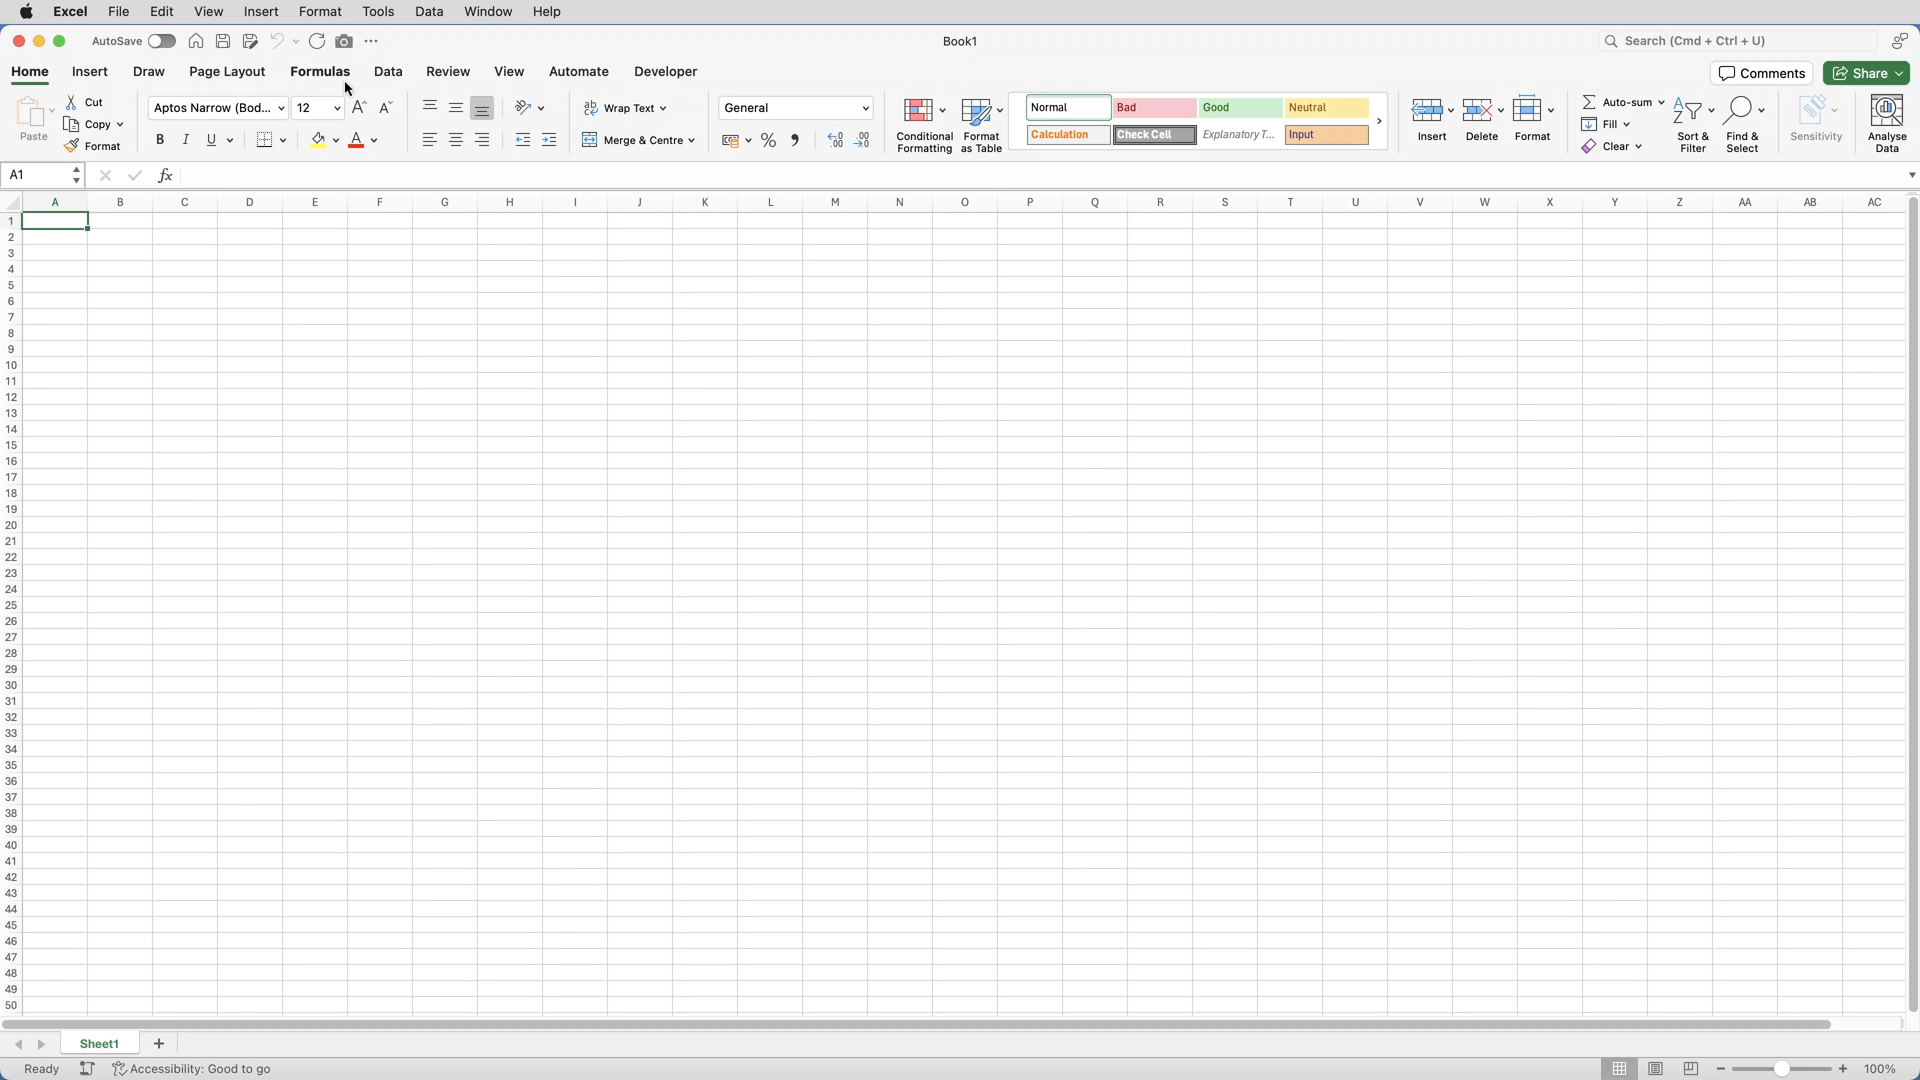 Excel File Edit View Insert Format Tools Data Window Help
AutoSave Book1 Search (Cmd + Ctrl + U)
Home Insert Draw Page Layout Formulas Data Review View Automate Developer Comments Share
Paste Cut Copy Format
Aptos Narrow (Bod... 12 A A
B I U A
ab Wrap Text
Merge & Centre
General
% , .00 .0
Conditional Formatting
Format as Table
Normal Bad Good Neutral
Calculation Check Cell Explanatory T... Input
Insert Delete Format
Auto-sum
Fill
Clear
Sort & Filter
Find & Select
Sensitivity
Analyse Data
A1 fx
A B C D E F G H I J K L M N O P Q R S T U V W X Y Z AA AB AC
1
2
3
4
5
6
7
8
9
10
11
12
13
14
15
16
17
18
19
20
21
22
23
24
25
26
27
28
29
30
31
32
33
34
35
36
37
38
39
40
41
42
43
44
45
46
47
48
49
50
Sheet1 +
Ready Accessibility: Good to go 100%